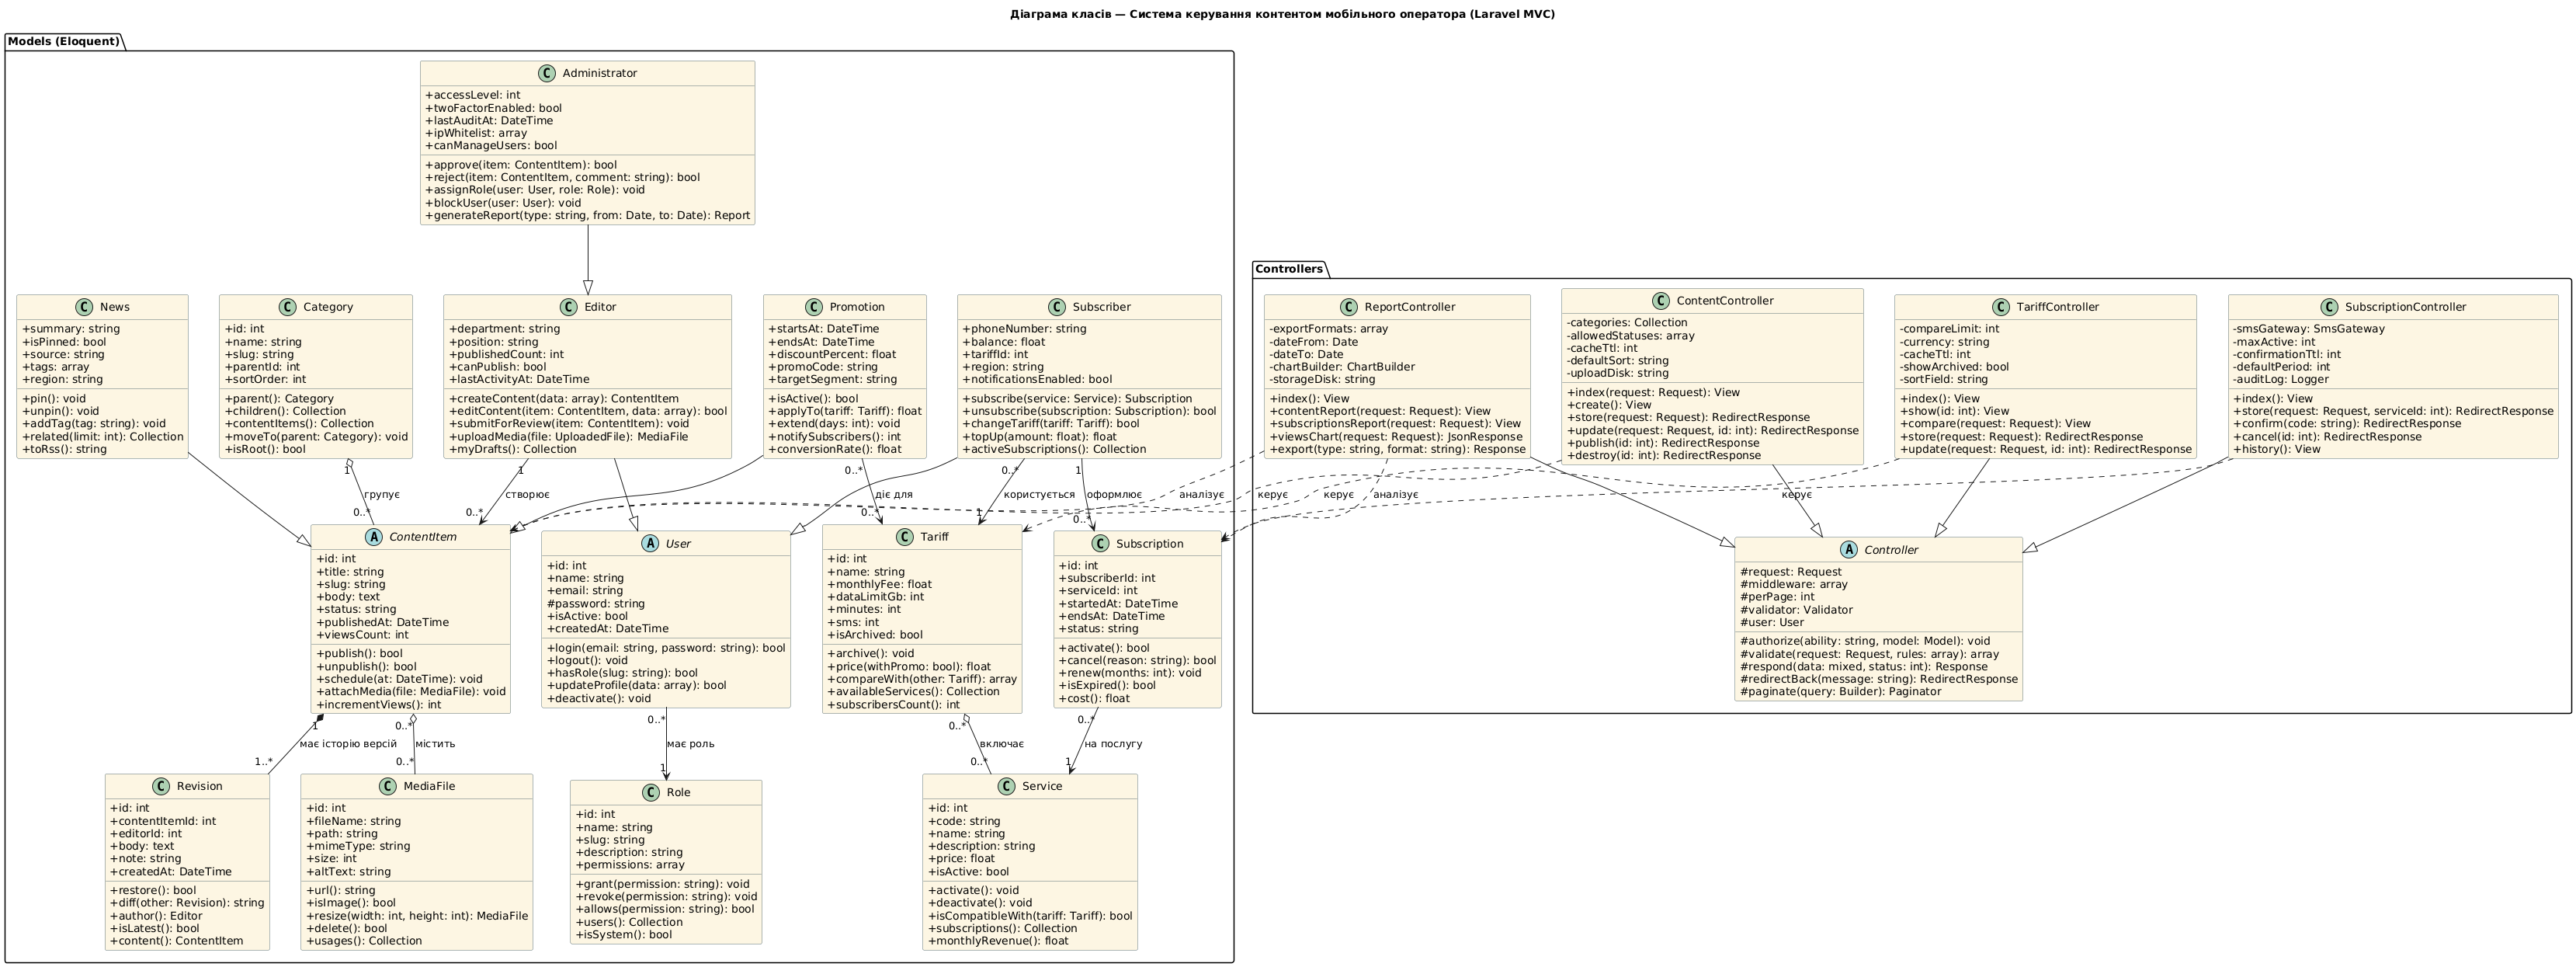 Діаграма класів — Система керування контентом мобільного оператора (Laravel MVC)
Models (Eloquent)
Administrator
+accessLevel: int
+twoFactorEnabled: bool
+lastAuditAt: DateTime
+ipWhitelist: array
+canManageUsers: bool
+approve(item: ContentItem): bool
+reject(item: ContentItem, comment: string): bool
+assignRole(user: User, role: Role): void
+blockUser(user: User): void
+generateReport(type: string, from: Date, to: Date): Report
News
+summary: string
+isPinned: bool
+source: string
+tags: array
+region: string
+pin(): void
+unpin(): void
+addTag(tag: string): void
+related(limit: int): Collection
+toRss(): string
Category
+id: int
+name: string
+slug: string
+parentId: int
+sortOrder: int
+parent(): Category
+children(): Collection
+contentItems(): Collection
+moveTo(parent: Category): void
+isRoot(): bool
Editor
+department: string
+position: string
+publishedCount: int
+canPublish: bool
+lastActivityAt: DateTime
+createContent(data: array): ContentItem
+editContent(item: ContentItem, data: array): bool
+submitForReview(item: ContentItem): void
+uploadMedia(file: UploadedFile): MediaFile
+myDrafts(): Collection
Promotion
+startsAt: DateTime
+endsAt: DateTime
+discountPercent: float
+promoCode: string
+targetSegment: string
+isActive(): bool
+applyTo(tariff: Tariff): float
+extend(days: int): void
+notifySubscribers(): int
+conversionRate(): float
Subscriber
+phoneNumber: string
+balance: float
+tariffId: int
+region: string
+notificationsEnabled: bool
+subscribe(service: Service): Subscription
+unsubscribe(subscription: Subscription): bool
+changeTariff(tariff: Tariff): bool
+topUp(amount: float): float
+activeSubscriptions(): Collection
Controllers
ReportController
-exportFormats: array
-dateFrom: Date
-dateTo: Date
-chartBuilder: ChartBuilder
-storageDisk: string
+index(): View
+contentReport(request: Request): View
+subscriptionsReport(request: Request): View
+viewsChart(request: Request): JsonResponse
+export(type: string, format: string): Response
ContentController
-categories: Collection
-allowedStatuses: array
-cacheTtl: int
-defaultSort: string
-uploadDisk: string
+index(request: Request): View
+create(): View
+store(request: Request): RedirectResponse
+update(request: Request, id: int): RedirectResponse
+publish(id: int): RedirectResponse
+destroy(id: int): RedirectResponse
TariffController
-compareLimit: int
-currency: string
-cacheTtl: int
-showArchived: bool
-sortField: string
+index(): View
+show(id: int): View
+compare(request: Request): View
+store(request: Request): RedirectResponse
+update(request: Request, id: int): RedirectResponse
SubscriptionController
-smsGateway: SmsGateway
-maxActive: int
-confirmationTtl: int
-defaultPeriod: int
-auditLog: Logger
+index(): View
+store(request: Request, serviceId: int): RedirectResponse
+confirm(code: string): RedirectResponse
+cancel(id: int): RedirectResponse
+history(): View
1
1
0..*
0..*
1
групує
створює
діє для
користується
оформлює
аналізує
керує
керує
аналізує
керує
0..*
0..*
0..*
1
0..*
ContentItem
+id: int
+title: string
+slug: string
+body: text
+status: string
+publishedAt: DateTime
+viewsCount: int
+publish(): bool
+unpublish(): bool
+schedule(at: DateTime): void
+attachMedia(file: MediaFile): void
+incrementViews(): int
User
+id: int
+name: string
+email: string
#password: string
+isActive: bool
+createdAt: DateTime
+login(email: string, password: string): bool
+logout(): void
+hasRole(slug: string): bool
+updateProfile(data: array): bool
+deactivate(): void
Tariff
+id: int
+name: string
+monthlyFee: float
+dataLimitGb: int
+minutes: int
+sms: int
+isArchived: bool
+archive(): void
+price(withPromo: bool): float
+compareWith(other: Tariff): array
+availableServices(): Collection
+subscribersCount(): int
Subscription
+id: int
+subscriberId: int
+serviceId: int
+startedAt: DateTime
+endsAt: DateTime
+status: string
+activate(): bool
+cancel(reason: string): bool
+renew(months: int): void
+isExpired(): bool
+cost(): float
Controller
#request: Request
#middleware: array
#perPage: int
#validator: Validator
#user: User
#authorize(ability: string, model: Model): void
#validate(request: Request, rules: array): array
#respond(data: mixed, status: int): Response
#redirectBack(message: string): RedirectResponse
#paginate(query: Builder): Paginator
1
0..*
0..*
0..*
0..*
має історію версій
містить
має роль
включає
на послугу
1..*
0..*
1
0..*
1
Revision
+id: int
+contentItemId: int
+editorId: int
+body: text
+note: string
+createdAt: DateTime
+restore(): bool
+diff(other: Revision): string
+author(): Editor
+isLatest(): bool
+content(): ContentItem
MediaFile
+id: int
+fileName: string
+path: string
+mimeType: string
+size: int
+altText: string
+url(): string
+isImage(): bool
+resize(width: int, height: int): MediaFile
+delete(): bool
+usages(): Collection
Role
+id: int
+name: string
+slug: string
+description: string
+permissions: array
+grant(permission: string): void
+revoke(permission: string): void
+allows(permission: string): bool
+users(): Collection
+isSystem(): bool
Service
+id: int
+code: string
+name: string
+description: string
+price: float
+isActive: bool
+activate(): void
+deactivate(): void
+isCompatibleWith(tariff: Tariff): bool
+subscriptions(): Collection
+monthlyRevenue(): float